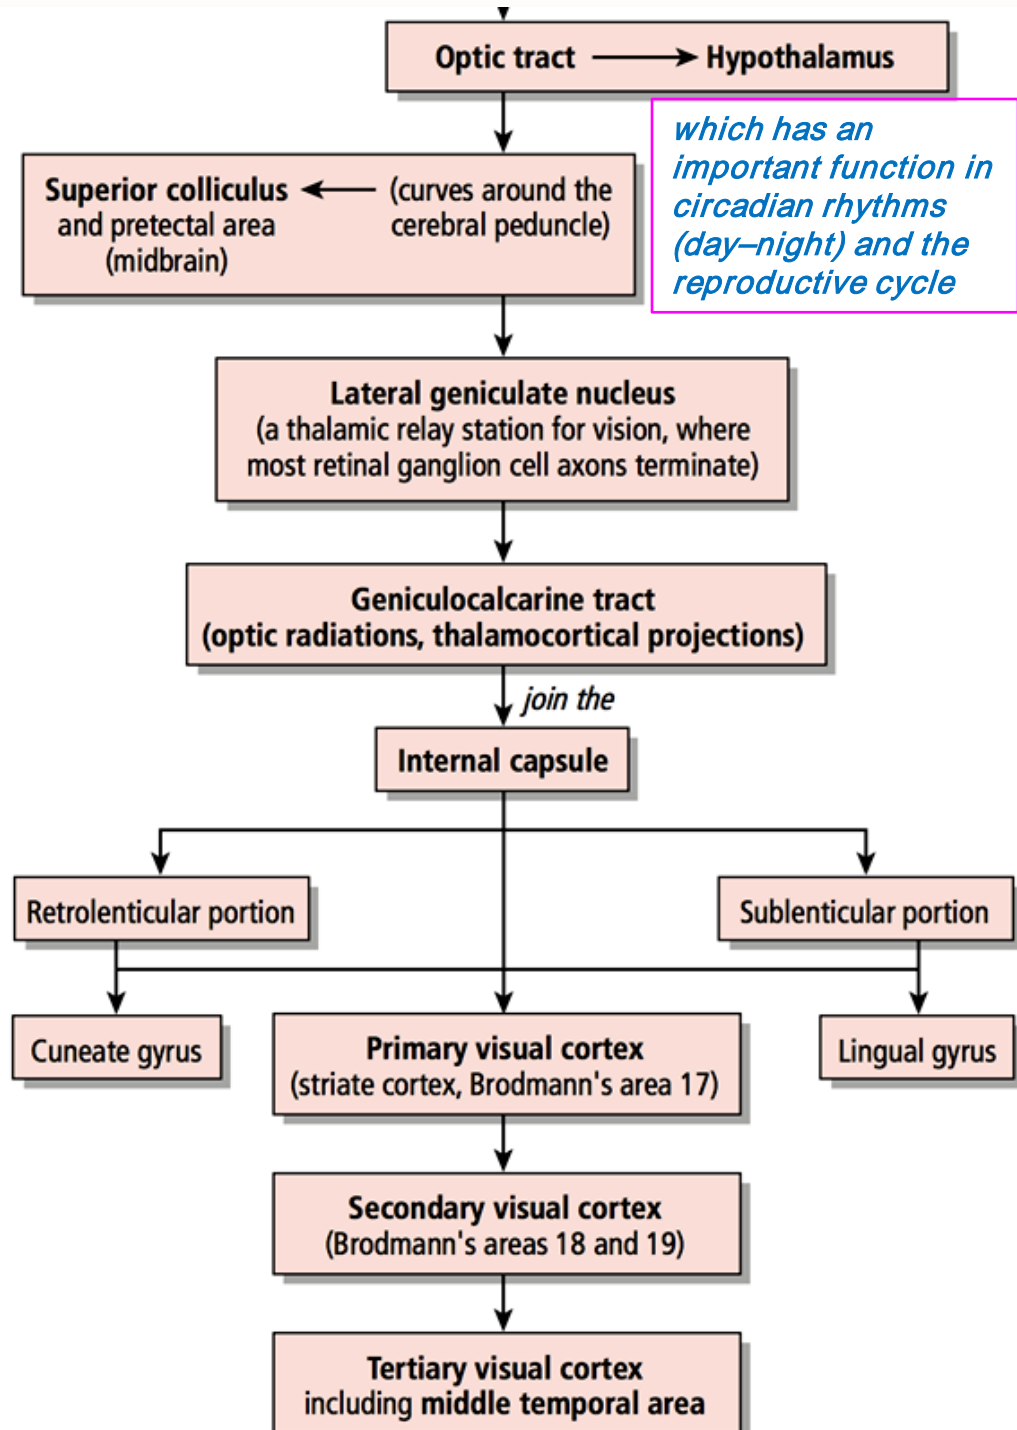 Optic tract Hypothalamus
which has an
important function in
circadian rhythms
(day–night) and the
reproductive cycle
Superior colliculus
and pretectal area
(midbrain)
(curves around the
cerebral peduncle)
Lateral geniculate nucleus
(a thalamic relay station for vision, where
most retinal ganglion cell axons terminate)
Geniculocalcarine tract
(optic radiations, thalamocortical projections)
join the
Internal capsule
Retrolenticular portion
Sublenticular portion
Cuneate gyrus
Primary visual cortex
(striate cortex, Brodmann's area 17)
Lingual gyrus
Secondary visual cortex
(Brodmann's areas 18 and 19)
Tertiary visual cortex
including middle temporal area